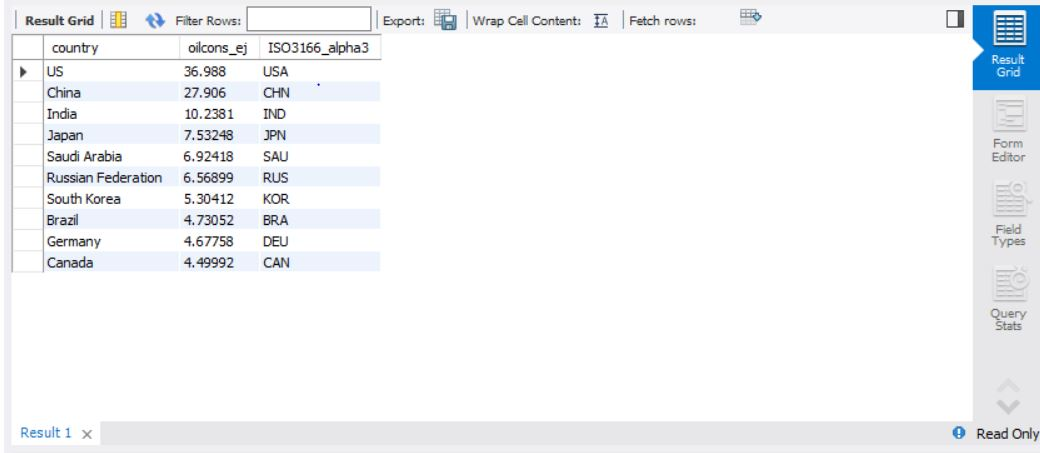 Result Grid Filter Rows: Export: Wrap Cell Content: Fetch rows:
country oilcons_ej ISO3166_alpha3
US 36.988 USA
China 27.906 CHN
India 10.2381 IND
Japan 7.53248 JPN
Saudi Arabia 6.92418 SAU
Russian Federation 6.56899 RUS
South Korea 5.30412 KOR
Brazil 4.73052 BRA
Germany 4.67758 DEU
Canada 4.49992 CAN
Result
Grid
Form
Editor
Field
Types
Query
Stats
Result 1 Read Only